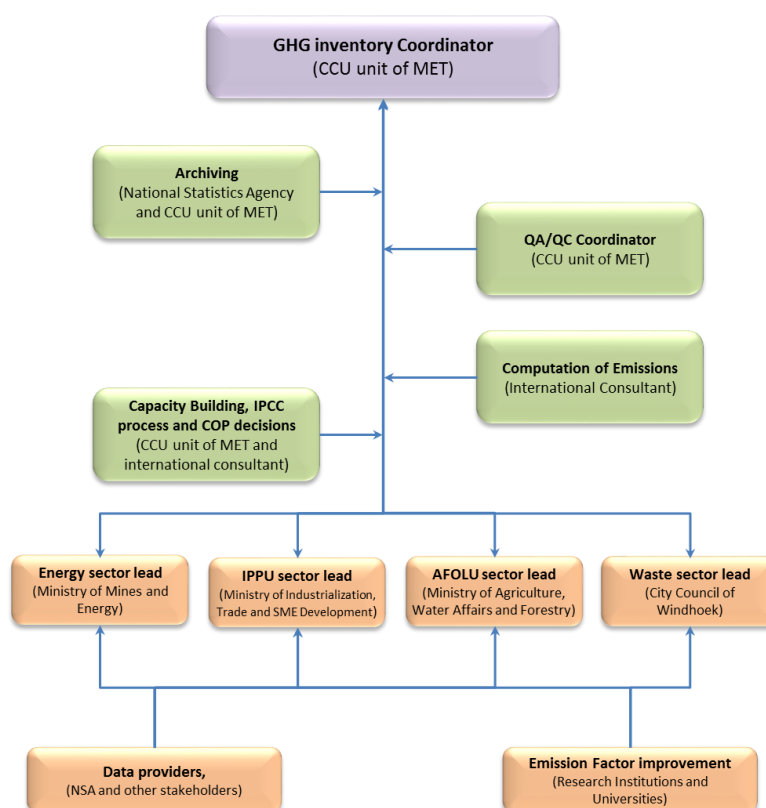 GHG inventory Coordinator
(CCU unit of MET)
Archiving
(National Statistics Agency
and CCU unit of MET)
QA/QC Coordinator
(CCU unit of MET)
Computation of Emissions
(International Consultant)
Capacity Building, IPCC
process and COP decisions
(CCU unit of MET and
international consultant)
Energy sector lead
(Ministry of Mines and
Energy)
IPPU sector lead
(Ministry of Industrialization,
Trade and SME Development)
AFOLU sector lead
(Ministry of Agriculture,
Water Affairs and Forestry)
Waste sector lead
(City Council of
Windhoek)
Data providers,
(NSA and other stakeholders)
Emission Factor improvement
(Research Institutions and
Universities)